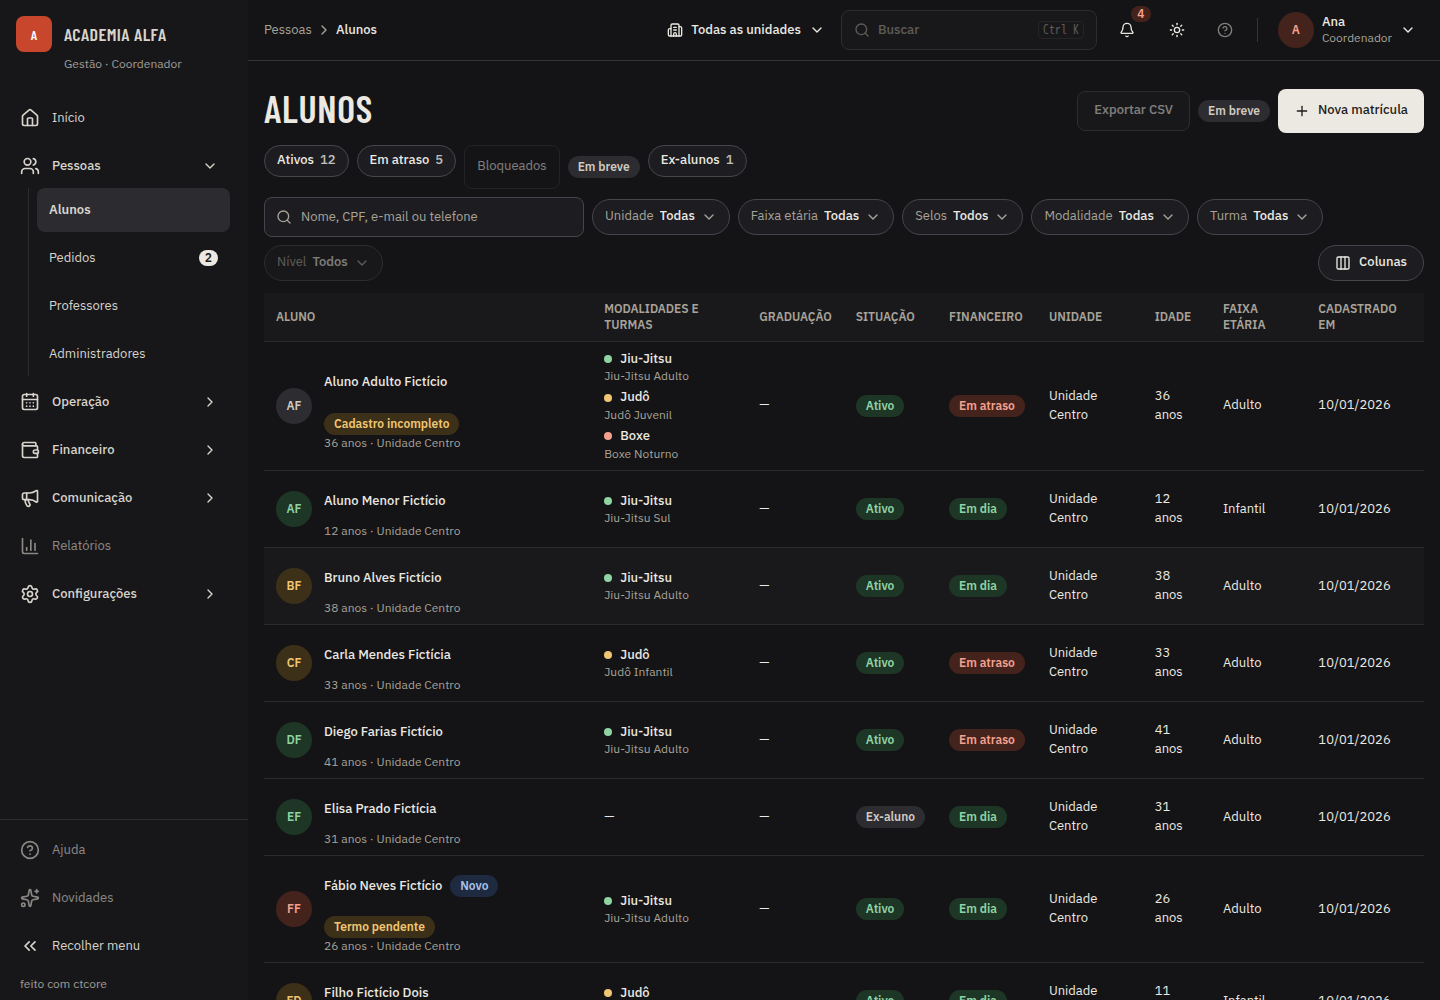 A ACADEMIA ALFA
Gestão · Coordenador
Início
Pessoas
Alunos
Pedidos 2
Professores
Administradores
Operação
Financeiro
Comunicação
Relatórios
Configurações
Ajuda
Novidades
Recolher menu
feito com ctcore
Pessoas Alunos
Todas as unidades
Buscar Ctrl K
4
A
Ana
Coordenador
ALUNOS
Exportar CSV Em breve Nova matrícula
Ativos 12 Em atraso 5 Bloqueados Em breve Ex-alunos 1
Nome, CPF, e-mail ou telefone Unidade Todas Faixa etária Todas Selos Todos Modalidade Todas Turma Todas
Nível Todos Colunas
ALUNO MODALIDADES E TURMAS GRADUAÇÃO SITUAÇÃO FINANCEIRO UNIDADE IDADE FAIXA ETÁRIA CADASTRADO EM
AF Aluno Adulto Fictício
Cadastro incompleto
36 anos · Unidade Centro
Jiu-Jitsu
Jiu-Jitsu Adulto
Judô
Judô Juvenil
Boxe
Boxe Noturno
— Ativo Em atraso Unidade Centro 36 anos Adulto 10/01/2026
AF Aluno Menor Fictício
12 anos · Unidade Centro
Jiu-Jitsu
Jiu-Jitsu Sul
— Ativo Em dia Unidade Centro 12 anos Infantil 10/01/2026
BF Bruno Alves Fictício
38 anos · Unidade Centro
Jiu-Jitsu
Jiu-Jitsu Adulto
— Ativo Em dia Unidade Centro 38 anos Adulto 10/01/2026
CF Carla Mendes Fictícia
33 anos · Unidade Centro
Judô
Judô Infantil
— Ativo Em atraso Unidade Centro 33 anos Adulto 10/01/2026
DF Diego Farias Fictício
41 anos · Unidade Centro
Jiu-Jitsu
Jiu-Jitsu Adulto
— Ativo Em atraso Unidade Centro 41 anos Adulto 10/01/2026
EF Elisa Prado Fictícia
31 anos · Unidade Centro
—
— Ex-aluno Em dia Unidade Centro 31 anos Adulto 10/01/2026
FF Fábio Neves Fictício Novo
Termo pendente
26 anos · Unidade Centro
Jiu-Jitsu
Jiu-Jitsu Adulto
— Ativo Em dia Unidade Centro 26 anos Adulto 10/01/2026
FD Filho Fictício Dois
Judô
Ativo Em dia Unidade 11 Infantil 10/01/2026